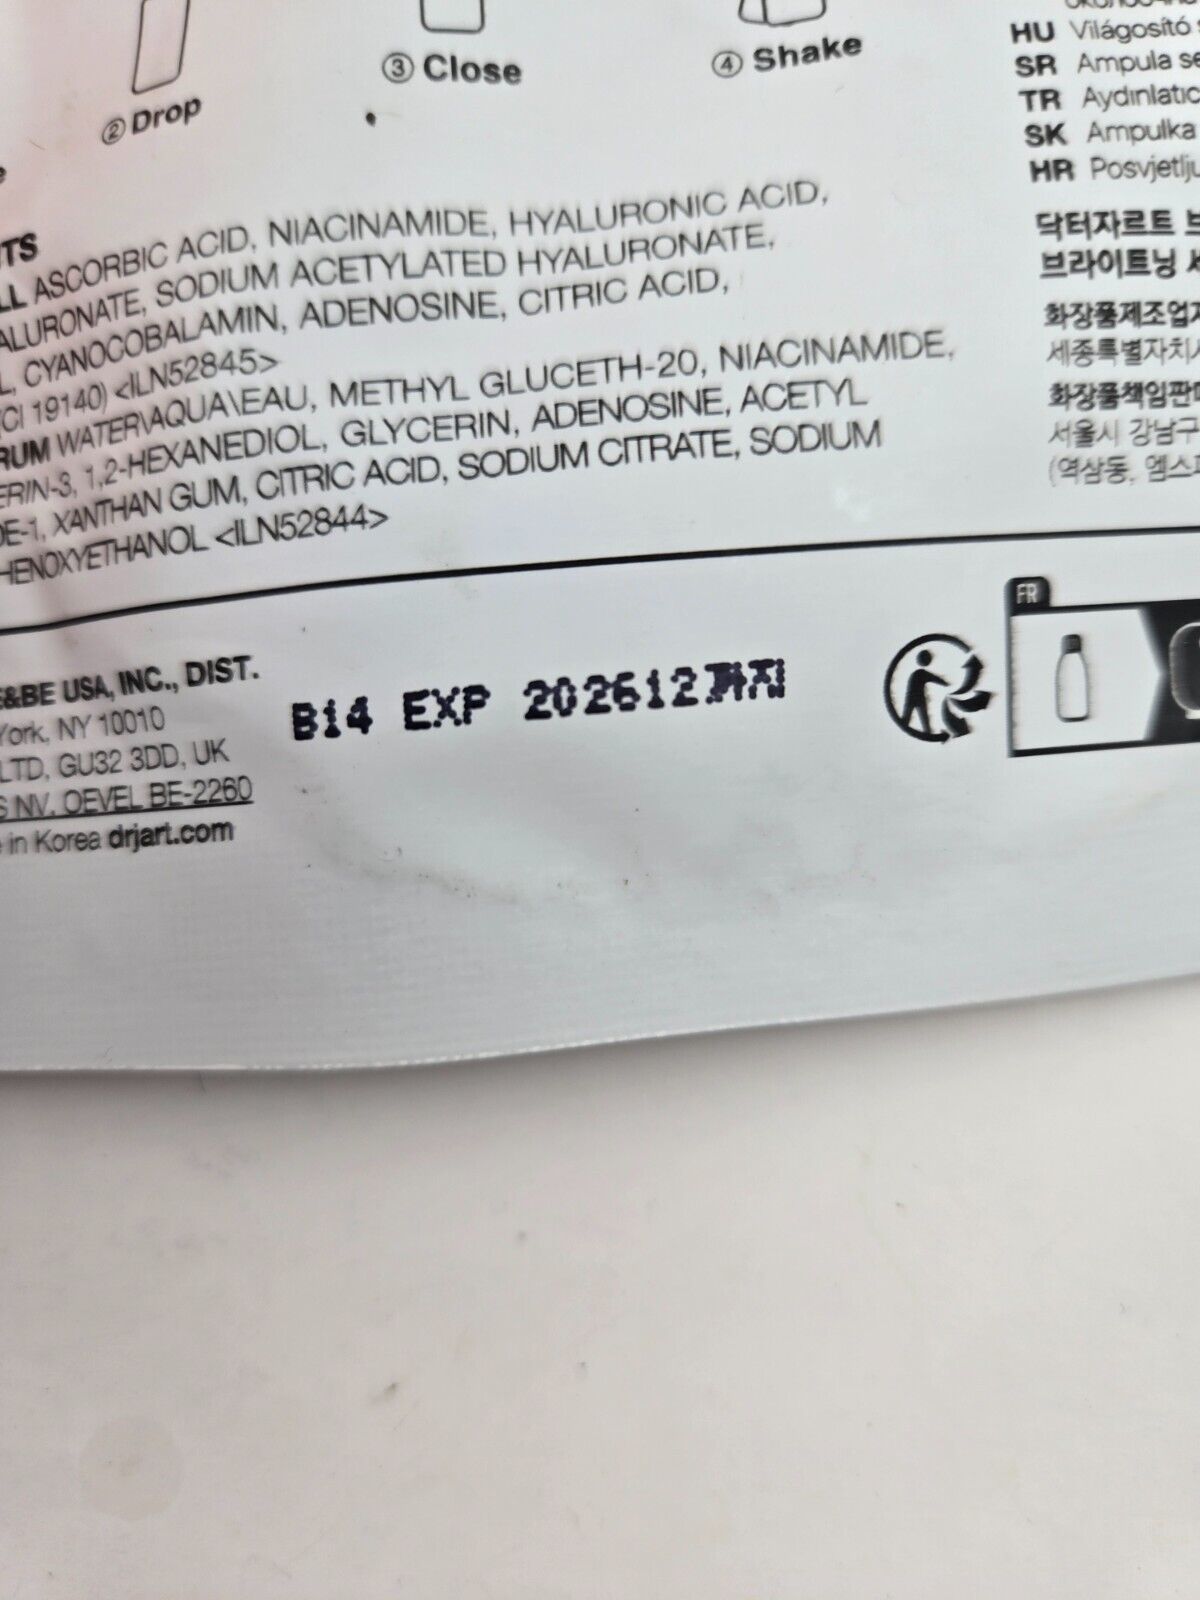 ② Drop
③ Close
④ Shake
ASCORBIC ACID, NIACINAMIDE, HYALURONIC ACID,
SODIUM ACETYLATED HYALURONATE,
CYANOCOBALAMIN, ADENOSINE, CITRIC ACID,
(CI 19140) <ILN52845>
WATER\AQUA\EAU, METHYL GLUCETH-20, NIACINAMIDE,
1,2-HEXANEDIOL, GLYCERIN, ADENOSINE, ACETYL
XANTHAN GUM, CITRIC ACID, SODIUM CITRATE, SODIUM
<ILN52844>
USA, INC., DIST.
York, NY 10010
LTD, GU32 3DD, UK
NV. OEVEL BE-2260
in Korea drjart.com
B14 EXP 202612까지
FR
HU Világosító
SR Ampula
TR
SK Ampulka
HR
닥터자르트
브라이트닝
화장품제조업자
세종특별자치시
화장품책임판매
서울시 강남구
(역삼동,